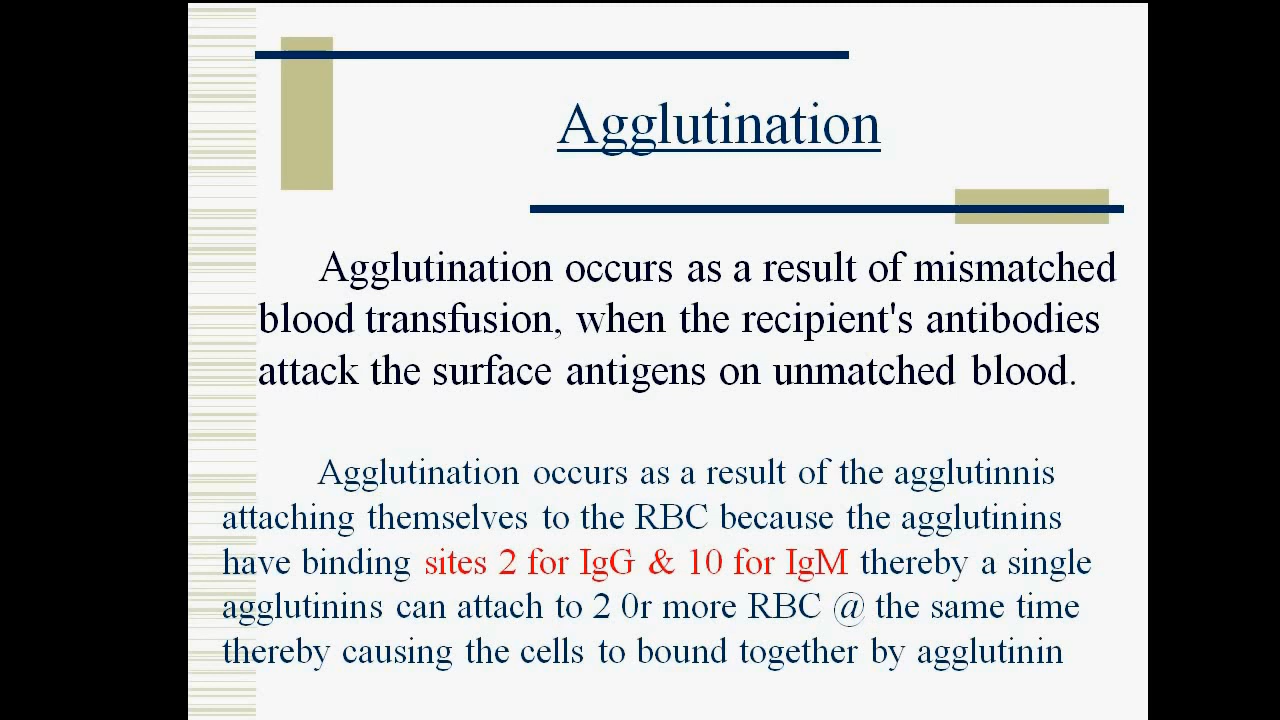 Agglutination
Agglutination occurs as a result of mismatched
blood transfusion, when the recipient's antibodies
attack the surface antigens on unmatched blood.
Agglutination occurs as a result of the agglutinnis
attaching themselves to the RBC because the agglutinins
have binding sites 2 for IgG & 10 for IgM thereby a single
agglutinins can attach to 2 0r more RBC @ the same time
thereby causing the cells to bound together by agglutinin